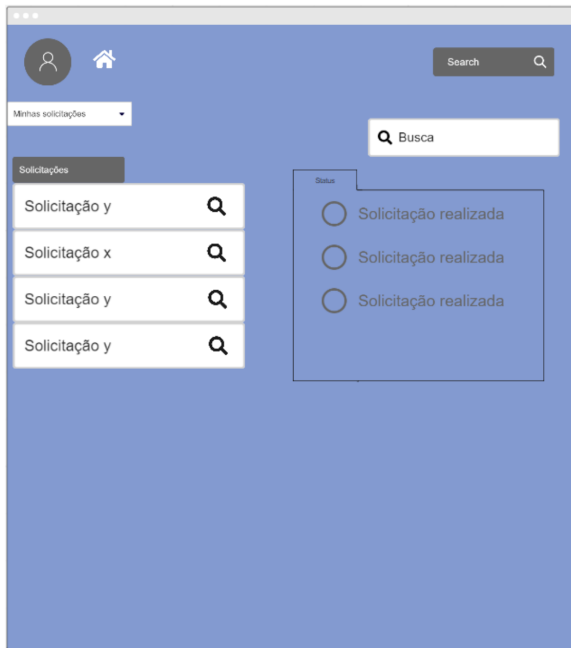 Search
Minhas solicitações
Busca
Solicitações
Solicitação y
Solicitação x
Solicitação y
Solicitação y
Status
Solicitação realizada
Solicitação realizada
Solicitação realizada